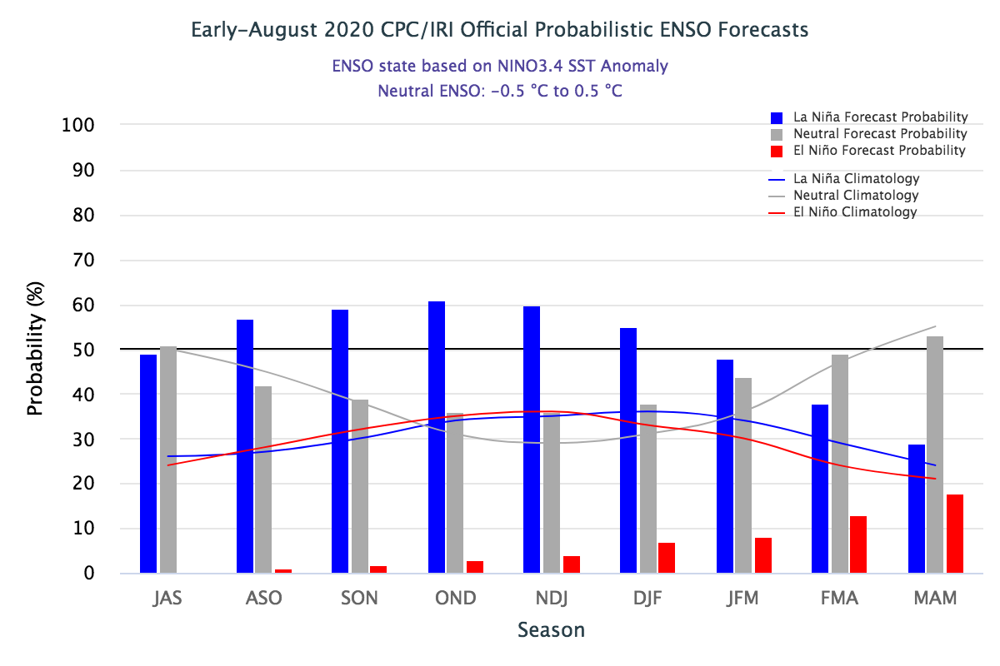 Early-August 2020 CPC/IRI Official Probabilistic ENSO Forecasts
ENSO state based on NINO3.4 SST Anomaly
Neutral ENSO: -0.5 °C to 0.5 °C
La Niña Forecast Probability
Neutral Forecast Probability
El Niño Forecast Probability
La Niña Climatology
Neutral Climatology
El Niño Climatology
Probability (%)
100
90
80
70
60
50
40
30
20
10
0
JAS ASO SON OND NDJ DJF JFM FMA MAM
Season